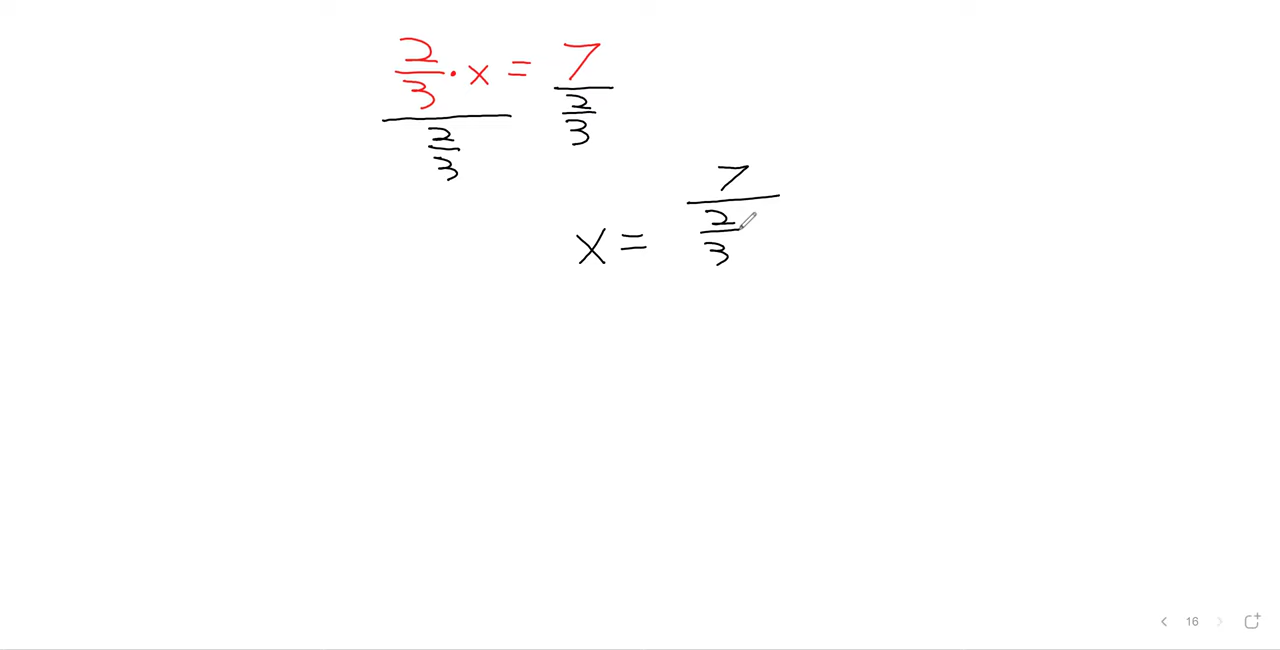 2/3 · x = 7
2/3 2/3
x = 7 / 2/3
< 16 >